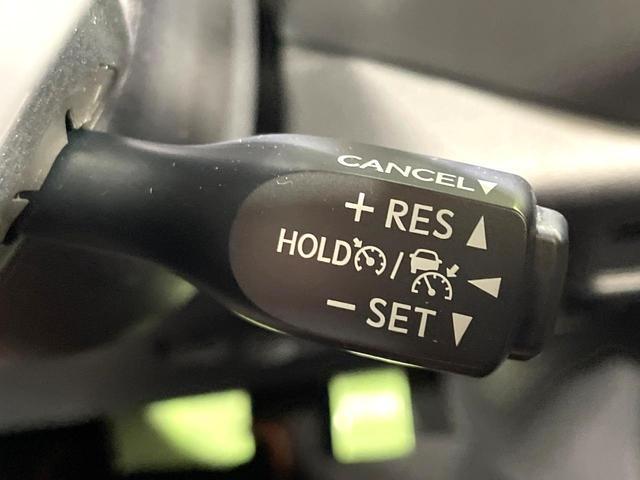 CANCEL▼
+ RES ▲
HOLD /
− SET ▼